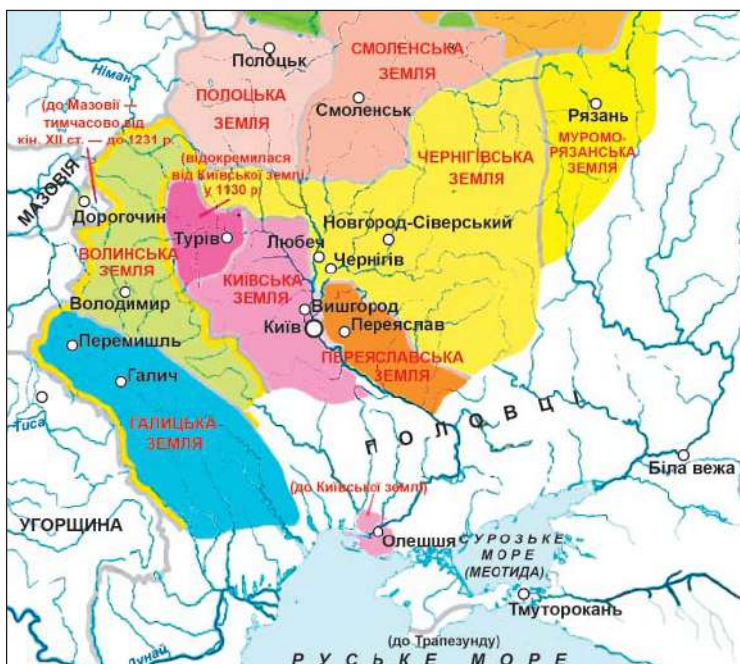 Полоцьк
СМОЛЕНСЬКА
ЗЕМЛЯ
Німан
ПОЛОЦЬКА
ЗЕМЛЯ
Смоленськ
Рязань
(до Мазовії —
тимчасово від
кін. XII ст. — до 1231 р.
МУРОМО-
РЯЗАНСЬКА
ЗЕМЛЯ
ЧЕРНІГІВСЬКА
ЗЕМЛЯ
(відокремилася
від Київської землі
у 1130 р.
МАЗОВІЯ
Дорогочин
Новгород-Сіверський
Турів
Любеч
Чернігів
ВОЛИНСЬКА
ЗЕМЛЯ
КИЇВСЬКА
ЗЕМЛЯ
Володимир
Вишгород
Київ
Переяслав
Перемишль
ПЕРЕЯСЛАВСЬКА
ЗЕМЛЯ
Галич
ГАЛИЦЬКА
ЗЕМЛЯ
Тиса
ПОЛОВЦІ
Біла вежа
(до Київської землі)
УГОРЩИНА
Олешшя
СУРОЗЬКЕ
МОРЕ
(МЕСТИДА)
Тмуторокань
(до Трапезунду)
Дунай
РУСЬКЕ МОРЕ